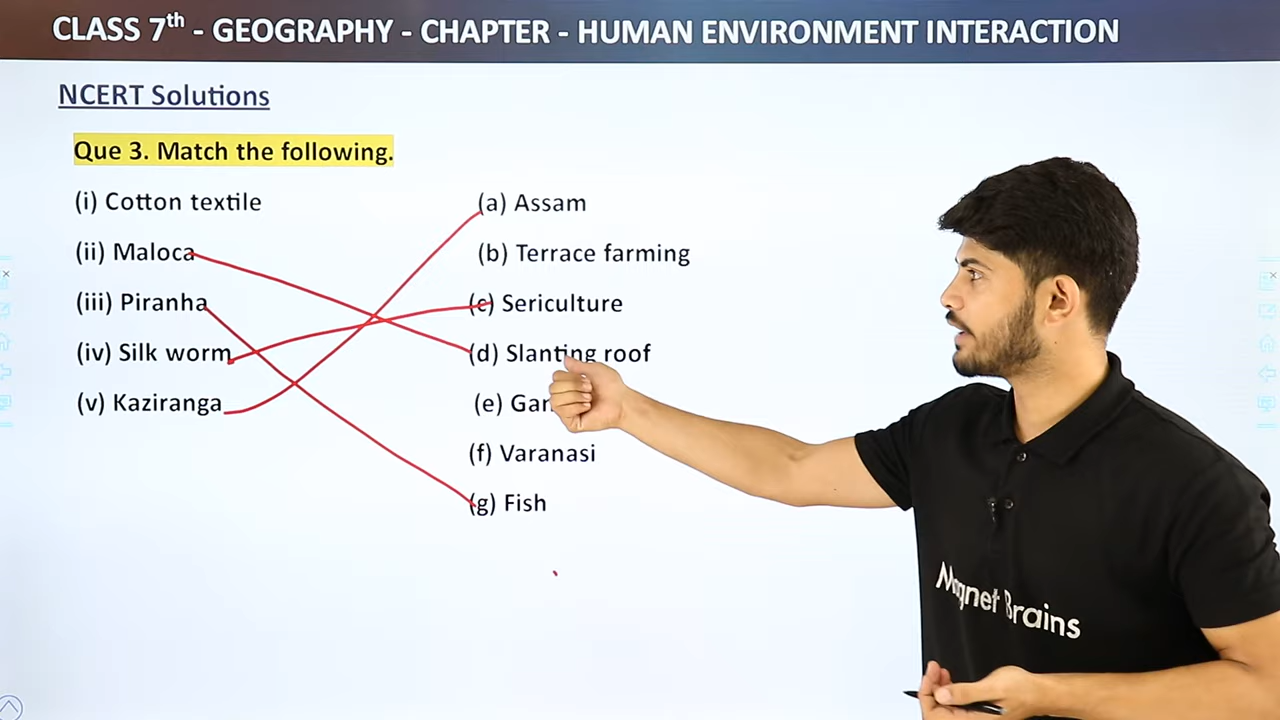 CLASS 7th - GEOGRAPHY - CHAPTER - HUMAN ENVIRONMENT INTERACTION
NCERT Solutions
Que 3. Match the following.
(i) Cotton textile
(a) Assam
(ii) Maloca
(b) Terrace farming
(iii) Piranha
(c) Sericulture
(iv) Silk worm
(d) Slanting roof
(v) Kaziranga
(e)
(f) Varanasi
(g) Fish
Magnet Brains